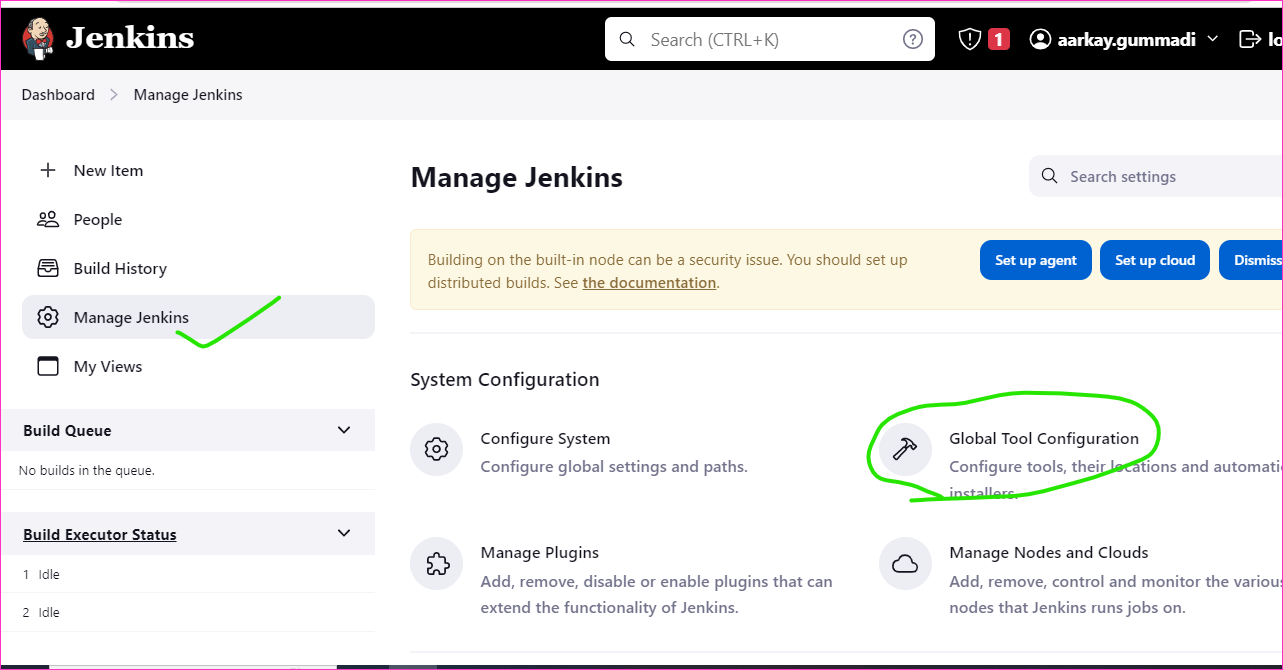 Jenkins
Search (CTRL+K)
1
aarkay.gummadi
Dashboard
Manage Jenkins
New Item
People
Build History
Manage Jenkins
My Views
Build Queue
No builds in the queue.
Build Executor Status
1 Idle
2 Idle
Manage Jenkins
Search settings
Building on the built-in node can be a security issue. You should set up
distributed builds. See the documentation.
Set up agent
Set up cloud
Dismiss
System Configuration
Configure System
Configure global settings and paths.
Global Tool Configuration
Configure tools, their locations and automati
installers.
Manage Plugins
Add, remove, disable or enable plugins that can
extend the functionality of Jenkins.
Manage Nodes and Clouds
Add, remove, control and monitor the various
nodes that Jenkins runs jobs on.